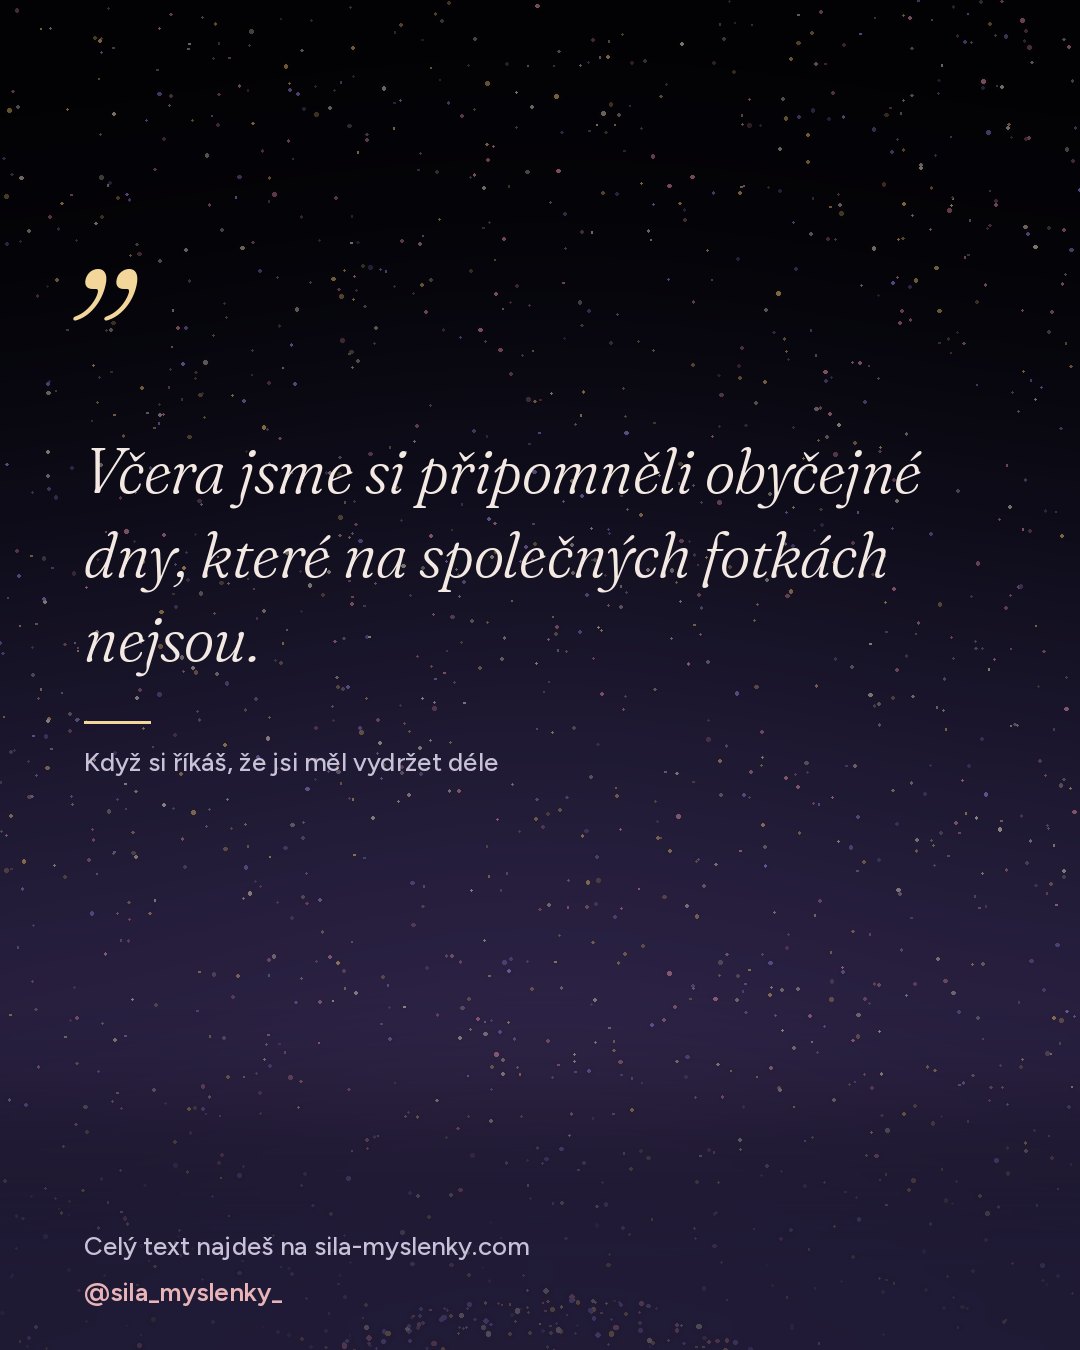 ”
Včera jsme si připomněli obyčejné
dny, které na společných fotkách
nejsou.
Když si říkáš, že jsi měl vydržet déle
Celý text najdeš na sila-myslenky.com
@sila_myslenky_